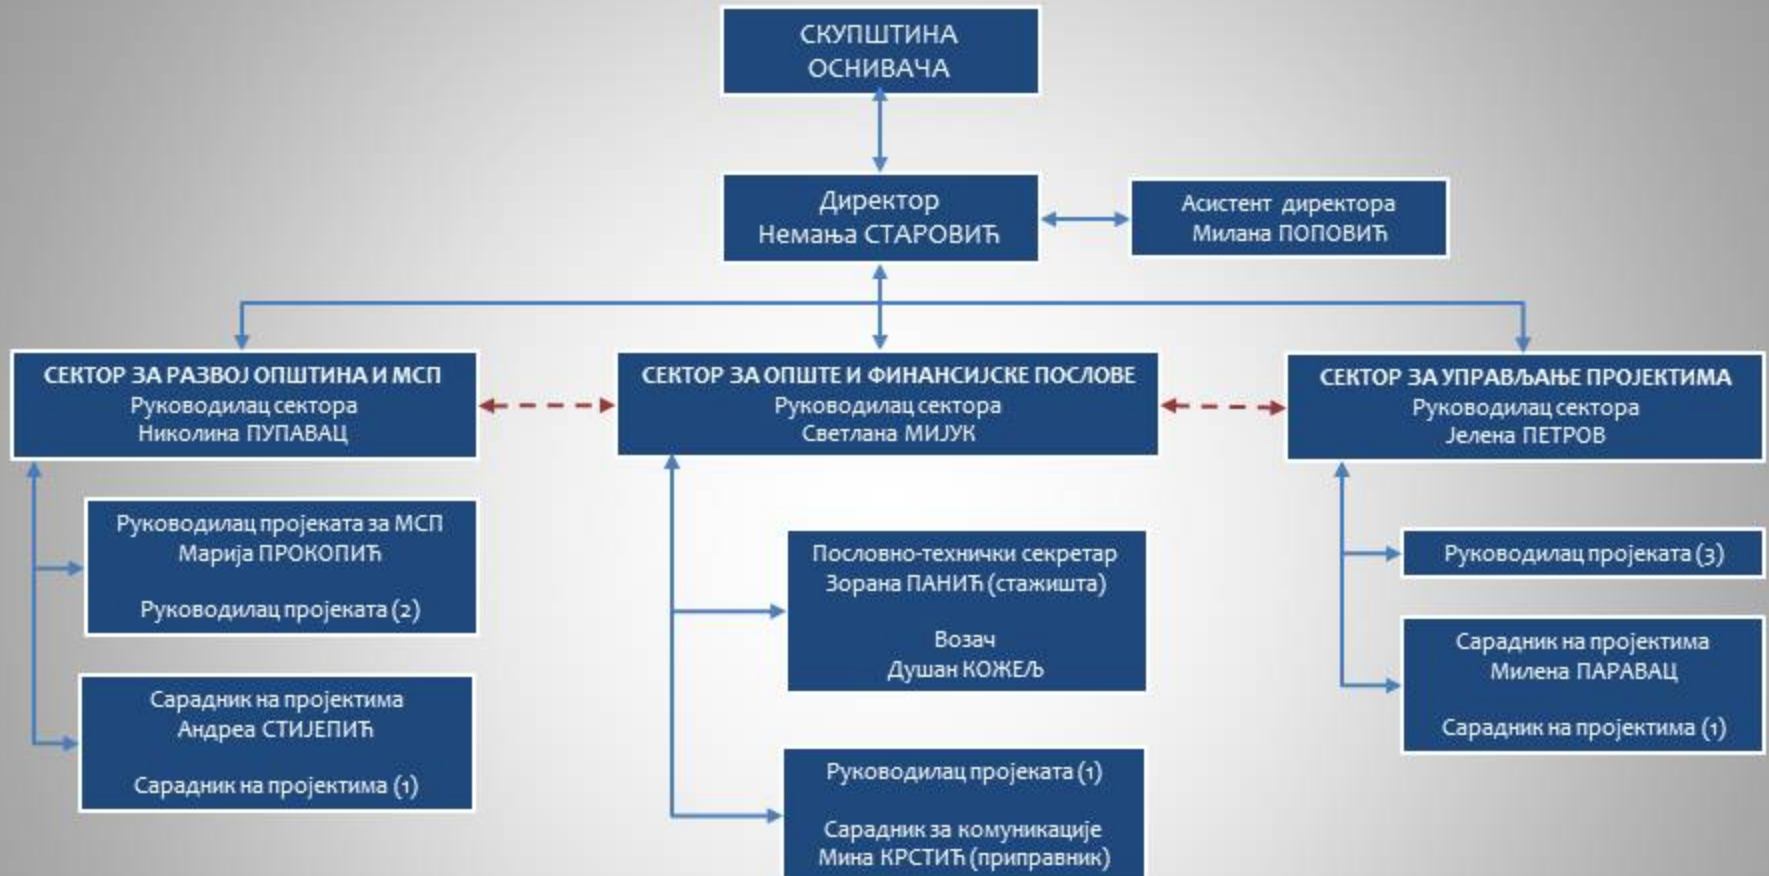 СКУПШТИНА
ОСНИВАЧА
Директор
Немања СТАРОВИЋ
Асистент директора
Милана ПОПОВИЋ
СЕКТОР ЗА РАЗВОЈ ОПШТИНА И МСП
Руководилац сектора
Николина ПУПАВАЦ
СЕКТОР ЗА ОПШТЕ И ФИНАНСИЈСКЕ ПОСЛОВЕ
Руководилац сектора
Светлана МИЈУК
СЕКТОР ЗА УПРАВЉАЊЕ ПРОЈЕКТИМА
Руководилац сектора
Јелена ПЕТРОВ
Руководилац пројеката за МСП
Марија ПРОКОПИЋ
Руководилац пројеката (2)
Сарадник на пројектима
Андреа СТИЈЕПИЋ
Сарадник на пројектима (1)
Пословно-технички секретар
Зорана ПАНИЋ (стажишта)
Возач
Душан КОЖЕЉ
Руководилац пројеката (1)
Сарадник за комуникације
Мина КРСТИЋ (приправник)
Руководилац пројеката (3)
Сарадник на пројектима
Милена ПАРАВАЦ
Сарадник на пројектима (1)